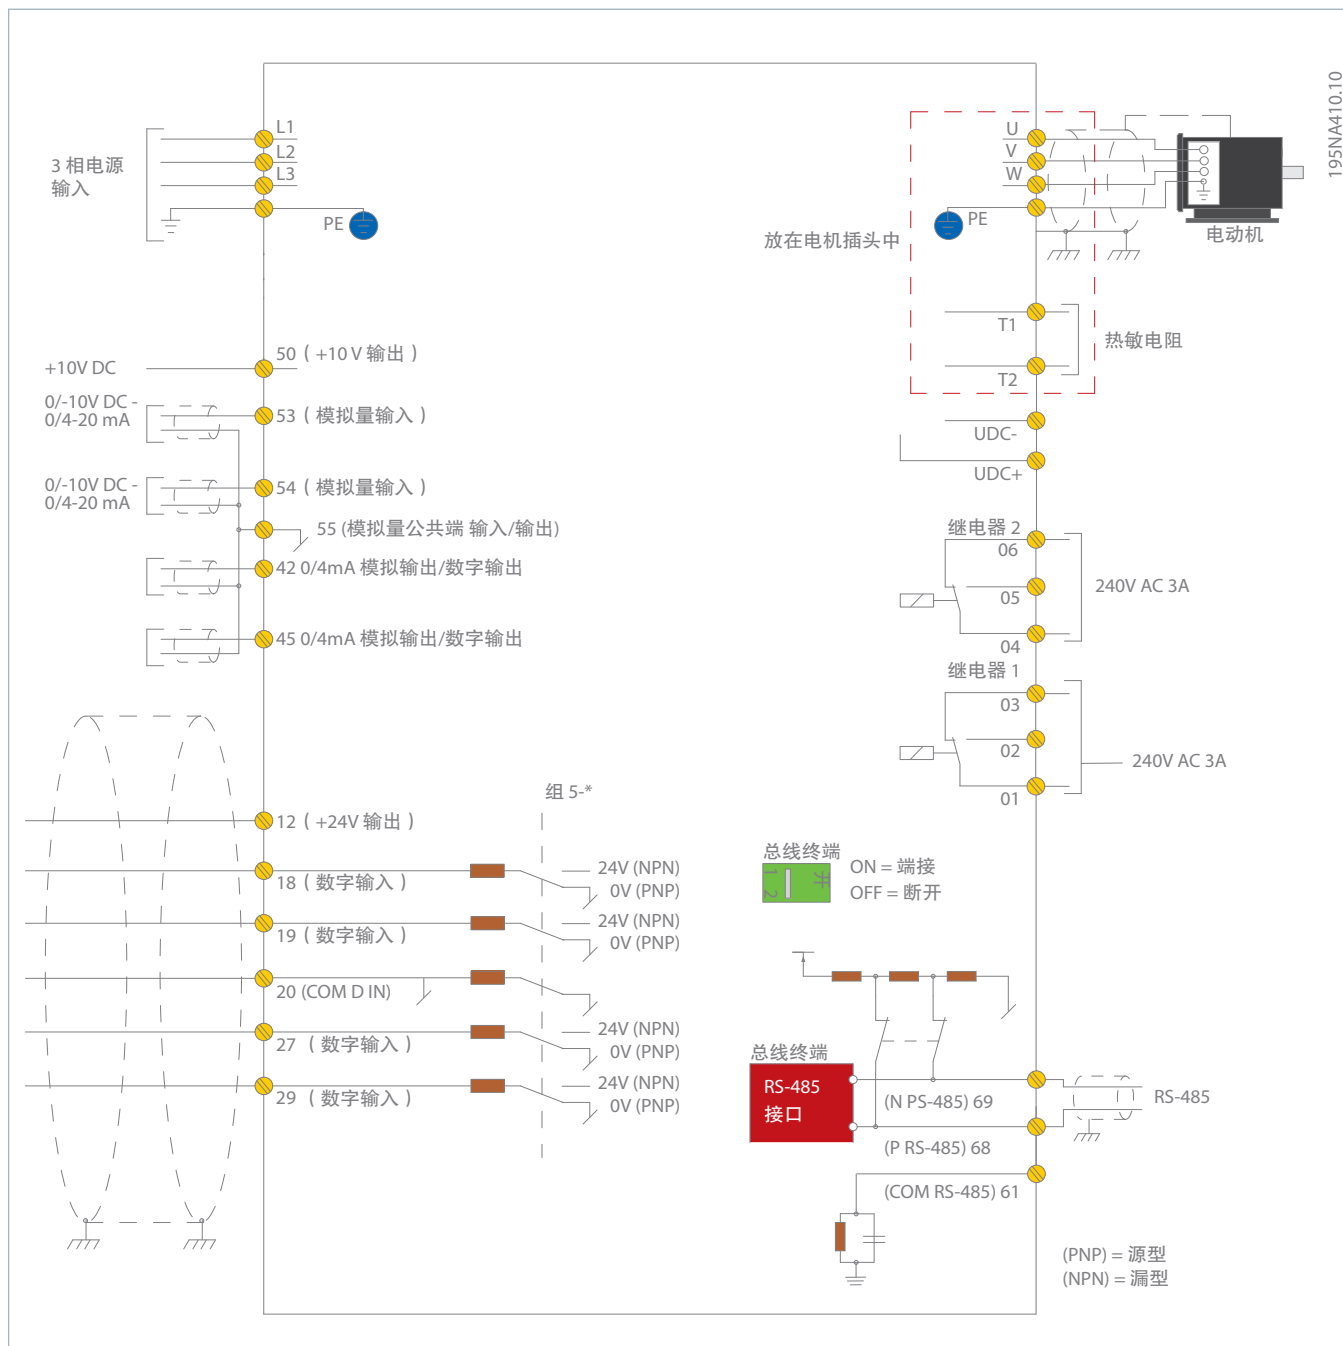 195NA410.10
3 相电源
输入
L1
L2
L3
PE
U
V
W
PE
电动机
放在电机插头中
T1
T2
热敏电阻
UDC-
UDC+
+10V DC
50（ +10 V 输出 ）
0/-10V DC -
0/4-20 mA
53（ 模拟量输入 ）
0/-10V DC -
0/4-20 mA
54（ 模拟量输入 ）
55 (模拟量公共端 输入/输出)
42 0/4mA 模拟输出/数字输出
45 0/4mA 模拟输出/数字输出
继电器 2
06
05
04
240V AC 3A
继电器 1
03
02
01
240V AC 3A
组 5-*
12（ +24V 输出 ）
18（ 数字输入 ）
24V (NPN)
0V (PNP)
19（ 数字输入 ）
24V (NPN)
0V (PNP)
20 (COM D IN)
27 （ 数字输入 ）
24V (NPN)
0V (PNP)
29 （ 数字输入 ）
24V (NPN)
0V (PNP)
总线终端
1
2
开
ON = 端接
OFF = 断开
总线终端
RS-485
接口
(N PS-485) 69
(P RS-485) 68
(COM RS-485) 61
RS-485
(PNP) = 源型
(NPN) = 漏型